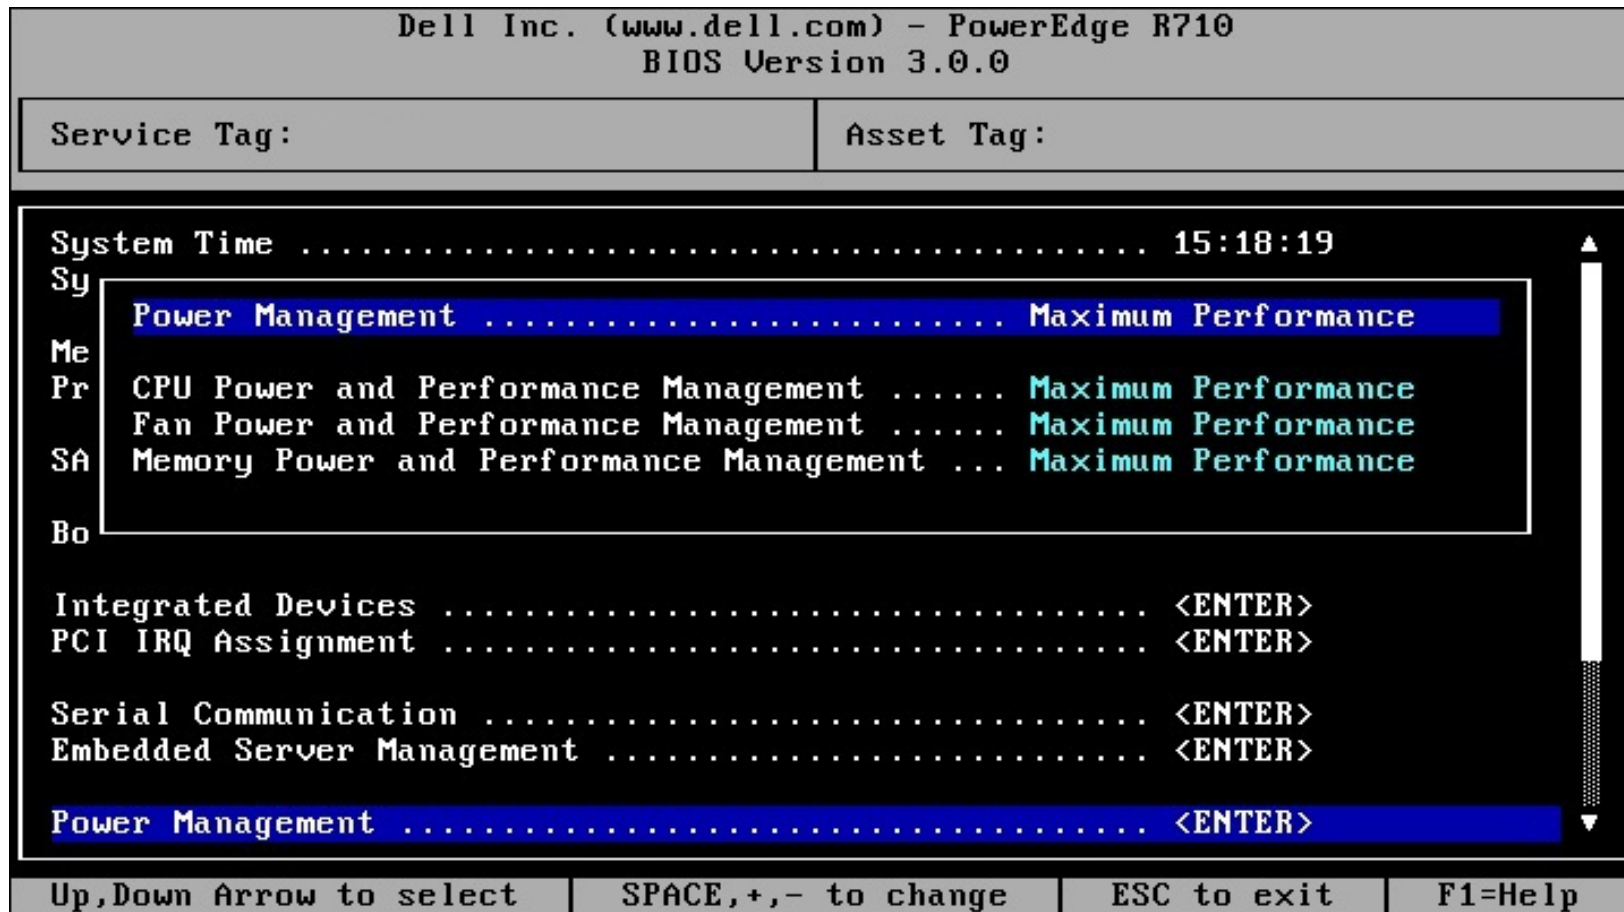 Dell Inc. (www.dell.com) - PowerEdge R710
BIOS Version 3.0.0
Service Tag:
Asset Tag:
System Time .......................................... 15:18:19
Sy
Power Management .......................... Maximum Performance
Me
Pr CPU Power and Performance Management ...... Maximum Performance
Fan Power and Performance Management ...... Maximum Performance
SA Memory Power and Performance Management ... Maximum Performance
Bo
Integrated Devices ................................... <ENTER>
PCI IRQ Assignment ................................... <ENTER>
Serial Communication ................................. <ENTER>
Embedded Server Management ........................... <ENTER>
Power Management ..................................... <ENTER>
Up,Down Arrow to select
SPACE,+,- to change
ESC to exit
F1=Help